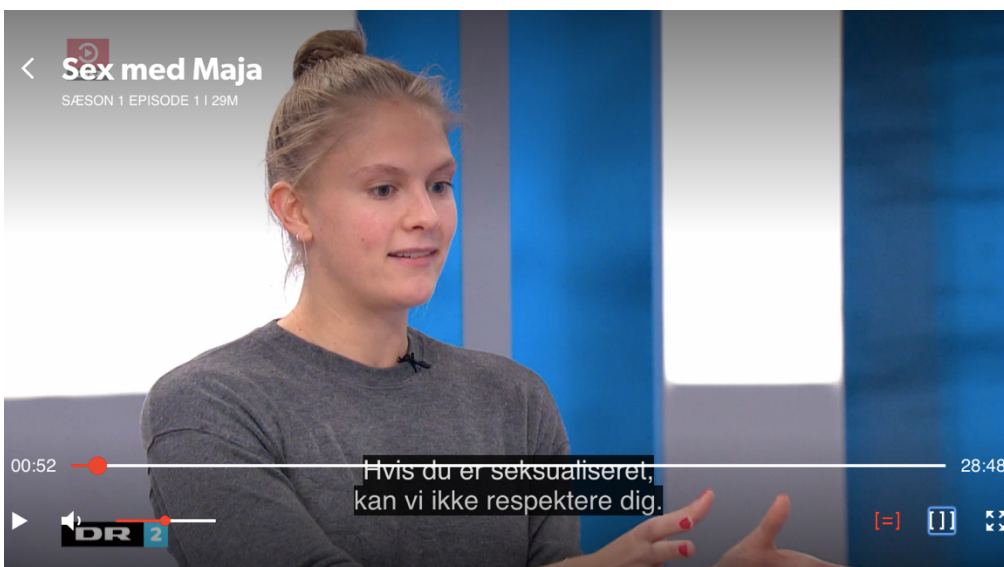 Sex med Maja
SÆSON 1 EPISODE 1 | 29M
00:52
28:48
Hvis du er seksualiseret,
kan vi ikke respektere dig.
[=]
[ ] ]
DR 2